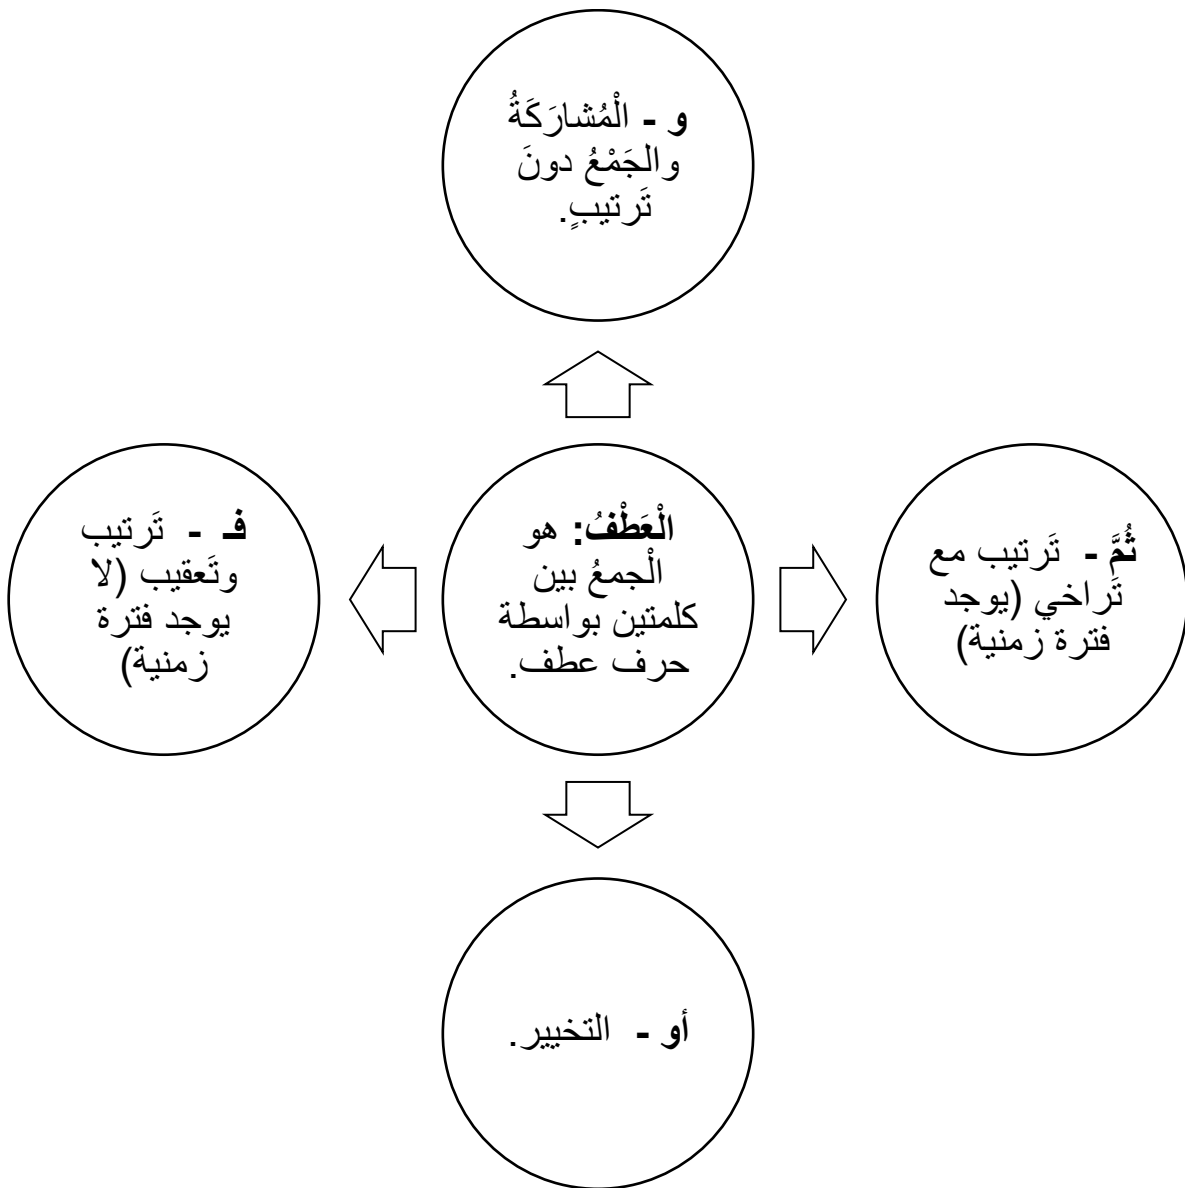 و - الْمُشارَكَةُ
والجَمْعُ دونَ
تَرتيبٍ.
الْعَطْفُ: هو
الْجمعُ بين
كلمتين بواسطة
حرف عطف.
ثُمَّ - تَرتيب مع
تَراخي (يوجد
فترة زمنية)
فـ - تَرتيب
وتَعقيب (لا
يوجد فترة
زمنية)
أو - التخيير.